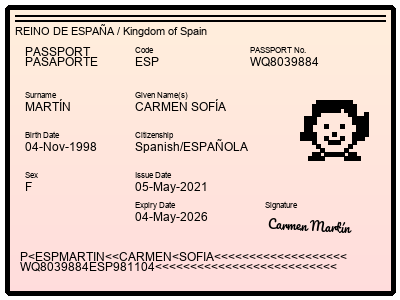 REINO DE ESPAÑA / Kingdom of Spain
PASSPORT
PASAPORTE
Code
ESP
PASSPORT No.
WQ8039884
Surname
MARTÍN
Given Name(s)
CARMEN SOFÍA
Birth Date
04-Nov-1998
Citizenship
Spanish/ESPAÑOLA
Sex
F
Issue Date
05-May-2021
Expiry Date
04-May-2026
Signature
Carmen Martín
P<ESPMARTIN<<CARMEN<SOFIA<<<<<<<<<<<<<<<<<<<
WQ8039884ESP981104<<<<<<<<<<<<<<<<<<<<<<<<<<